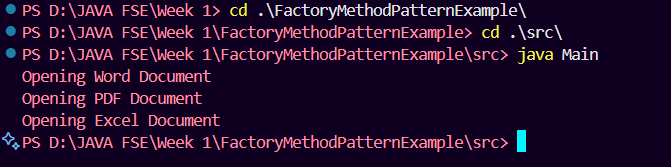 PS D:\JAVA FSE\Week 1> cd .\FactoryMethodPatternExample\
PS D:\JAVA FSE\Week 1\FactoryMethodPatternExample> cd .\src\
PS D:\JAVA FSE\Week 1\FactoryMethodPatternExample\src> java Main
Opening Word Document
Opening PDF Document
Opening Excel Document
PS D:\JAVA FSE\Week 1\FactoryMethodPatternExample\src>